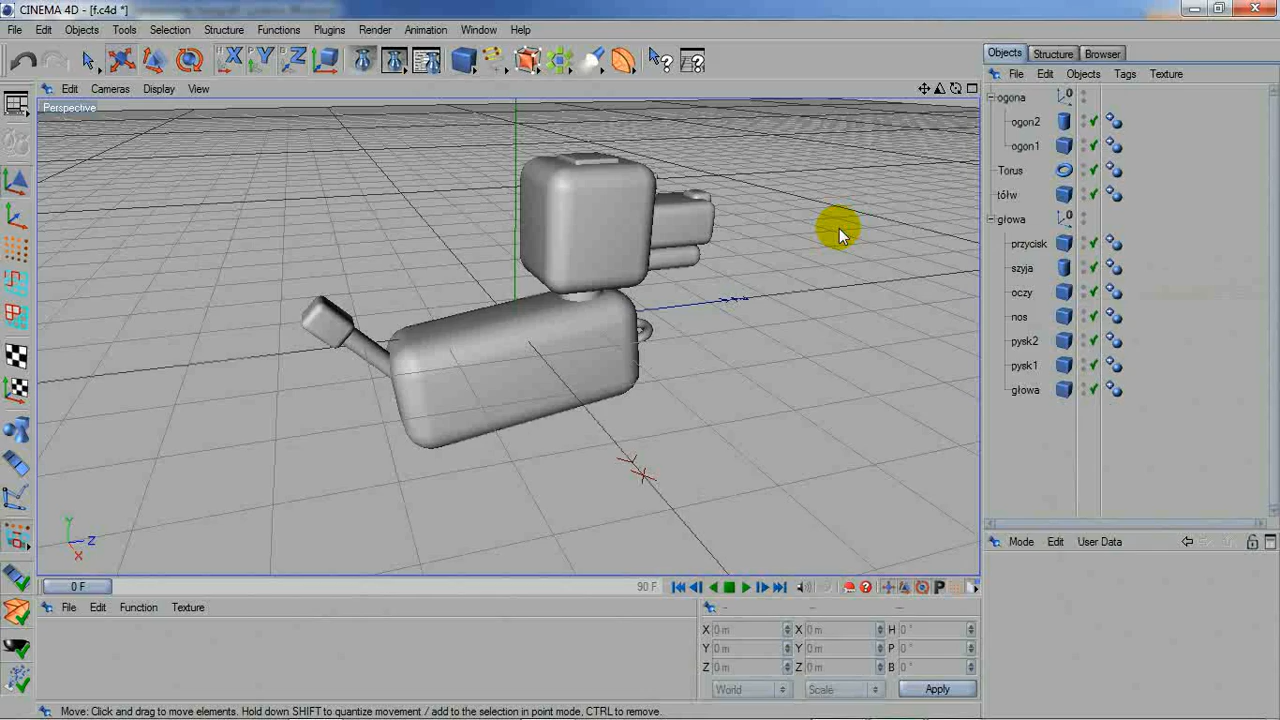 CINEMA 4D - [f.c4d *]
File Edit Objects Tools Selection Structure Functions Plugins Render Animation Window Help
X Y Z
Objects Structure Browser
Edit Cameras Display View
File Edit Objects Tags Texture
Perspective
ogona
ogon2
ogon1
Torus
tółw
głowa
przycisk
szyja
oczy
nos
pysk2
pysk1
głowa
Mode Edit User Data
Y
Z
X
0 F
90 F
P
File Edit Function Texture
X 0 m X 0 m H 0 °
Y 0 m Y 0 m P 0 °
Z 0 m Z 0 m B 0 °
World Scale Apply
Move: Click and drag to move elements. Hold down SHIFT to quantize movement / add to the selection in point mode, CTRL to remove.